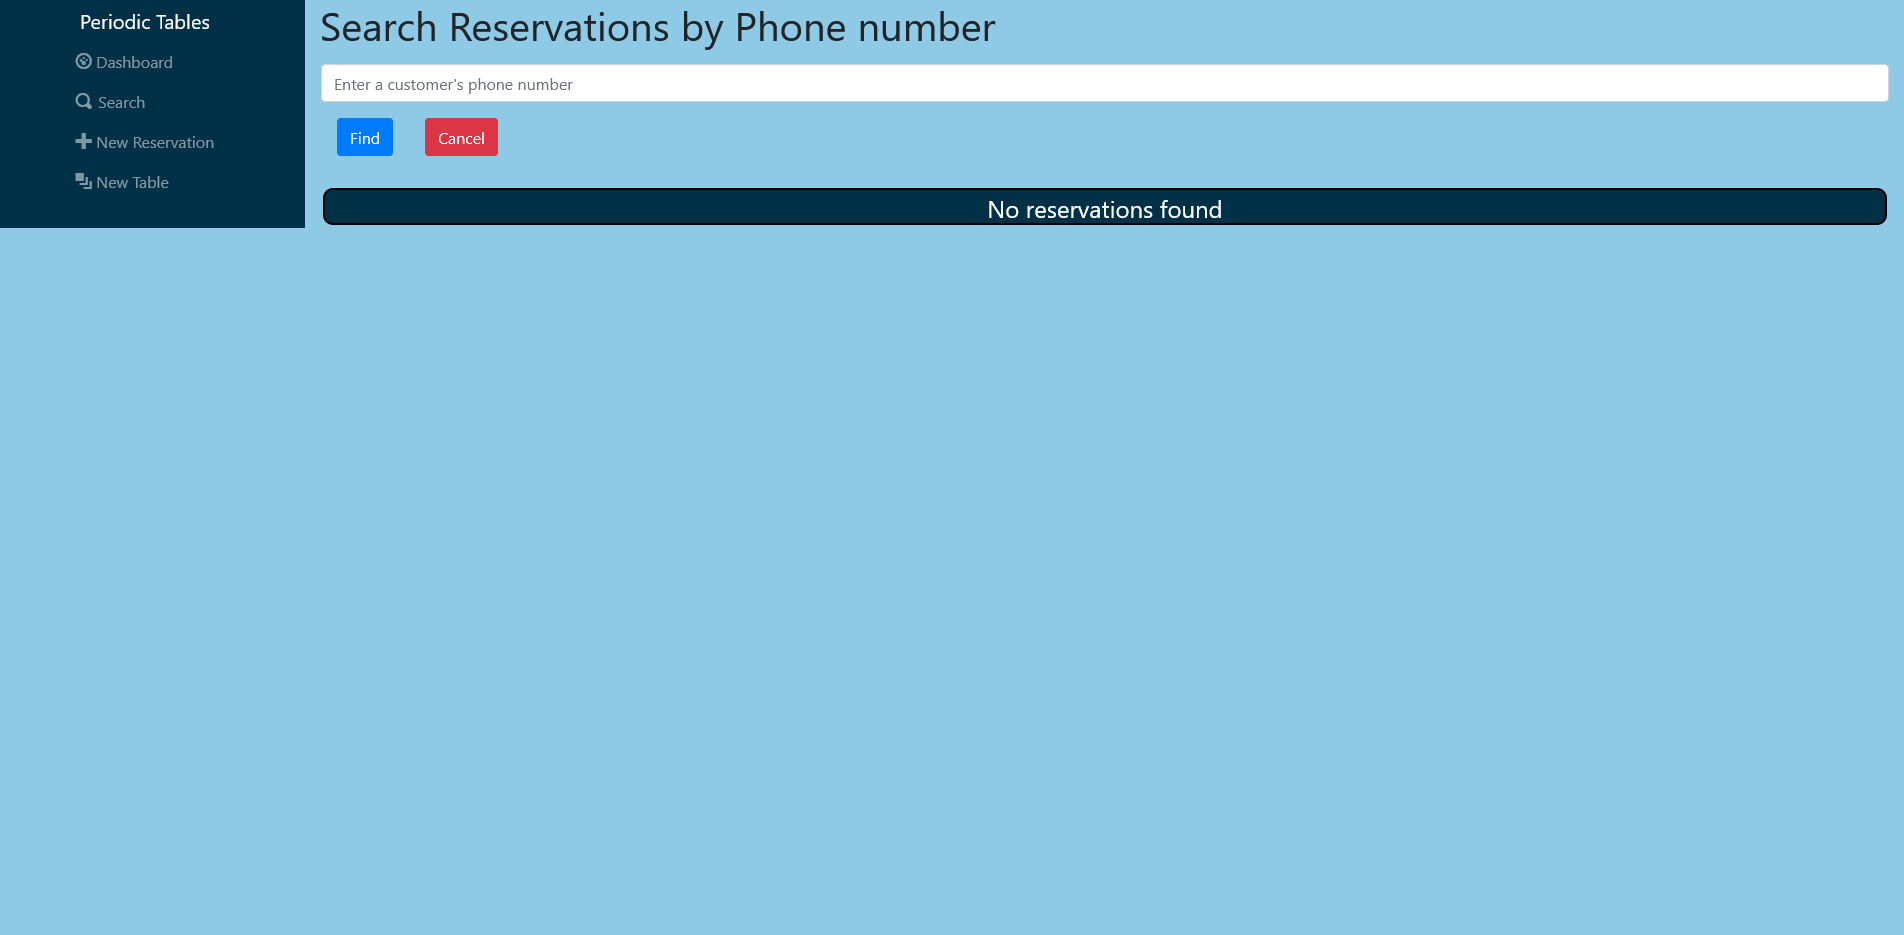 Periodic Tables
Dashboard
Search
New Reservation
New Table
Search Reservations by Phone number
Enter a customer's phone number
Find
Cancel
No reservations found